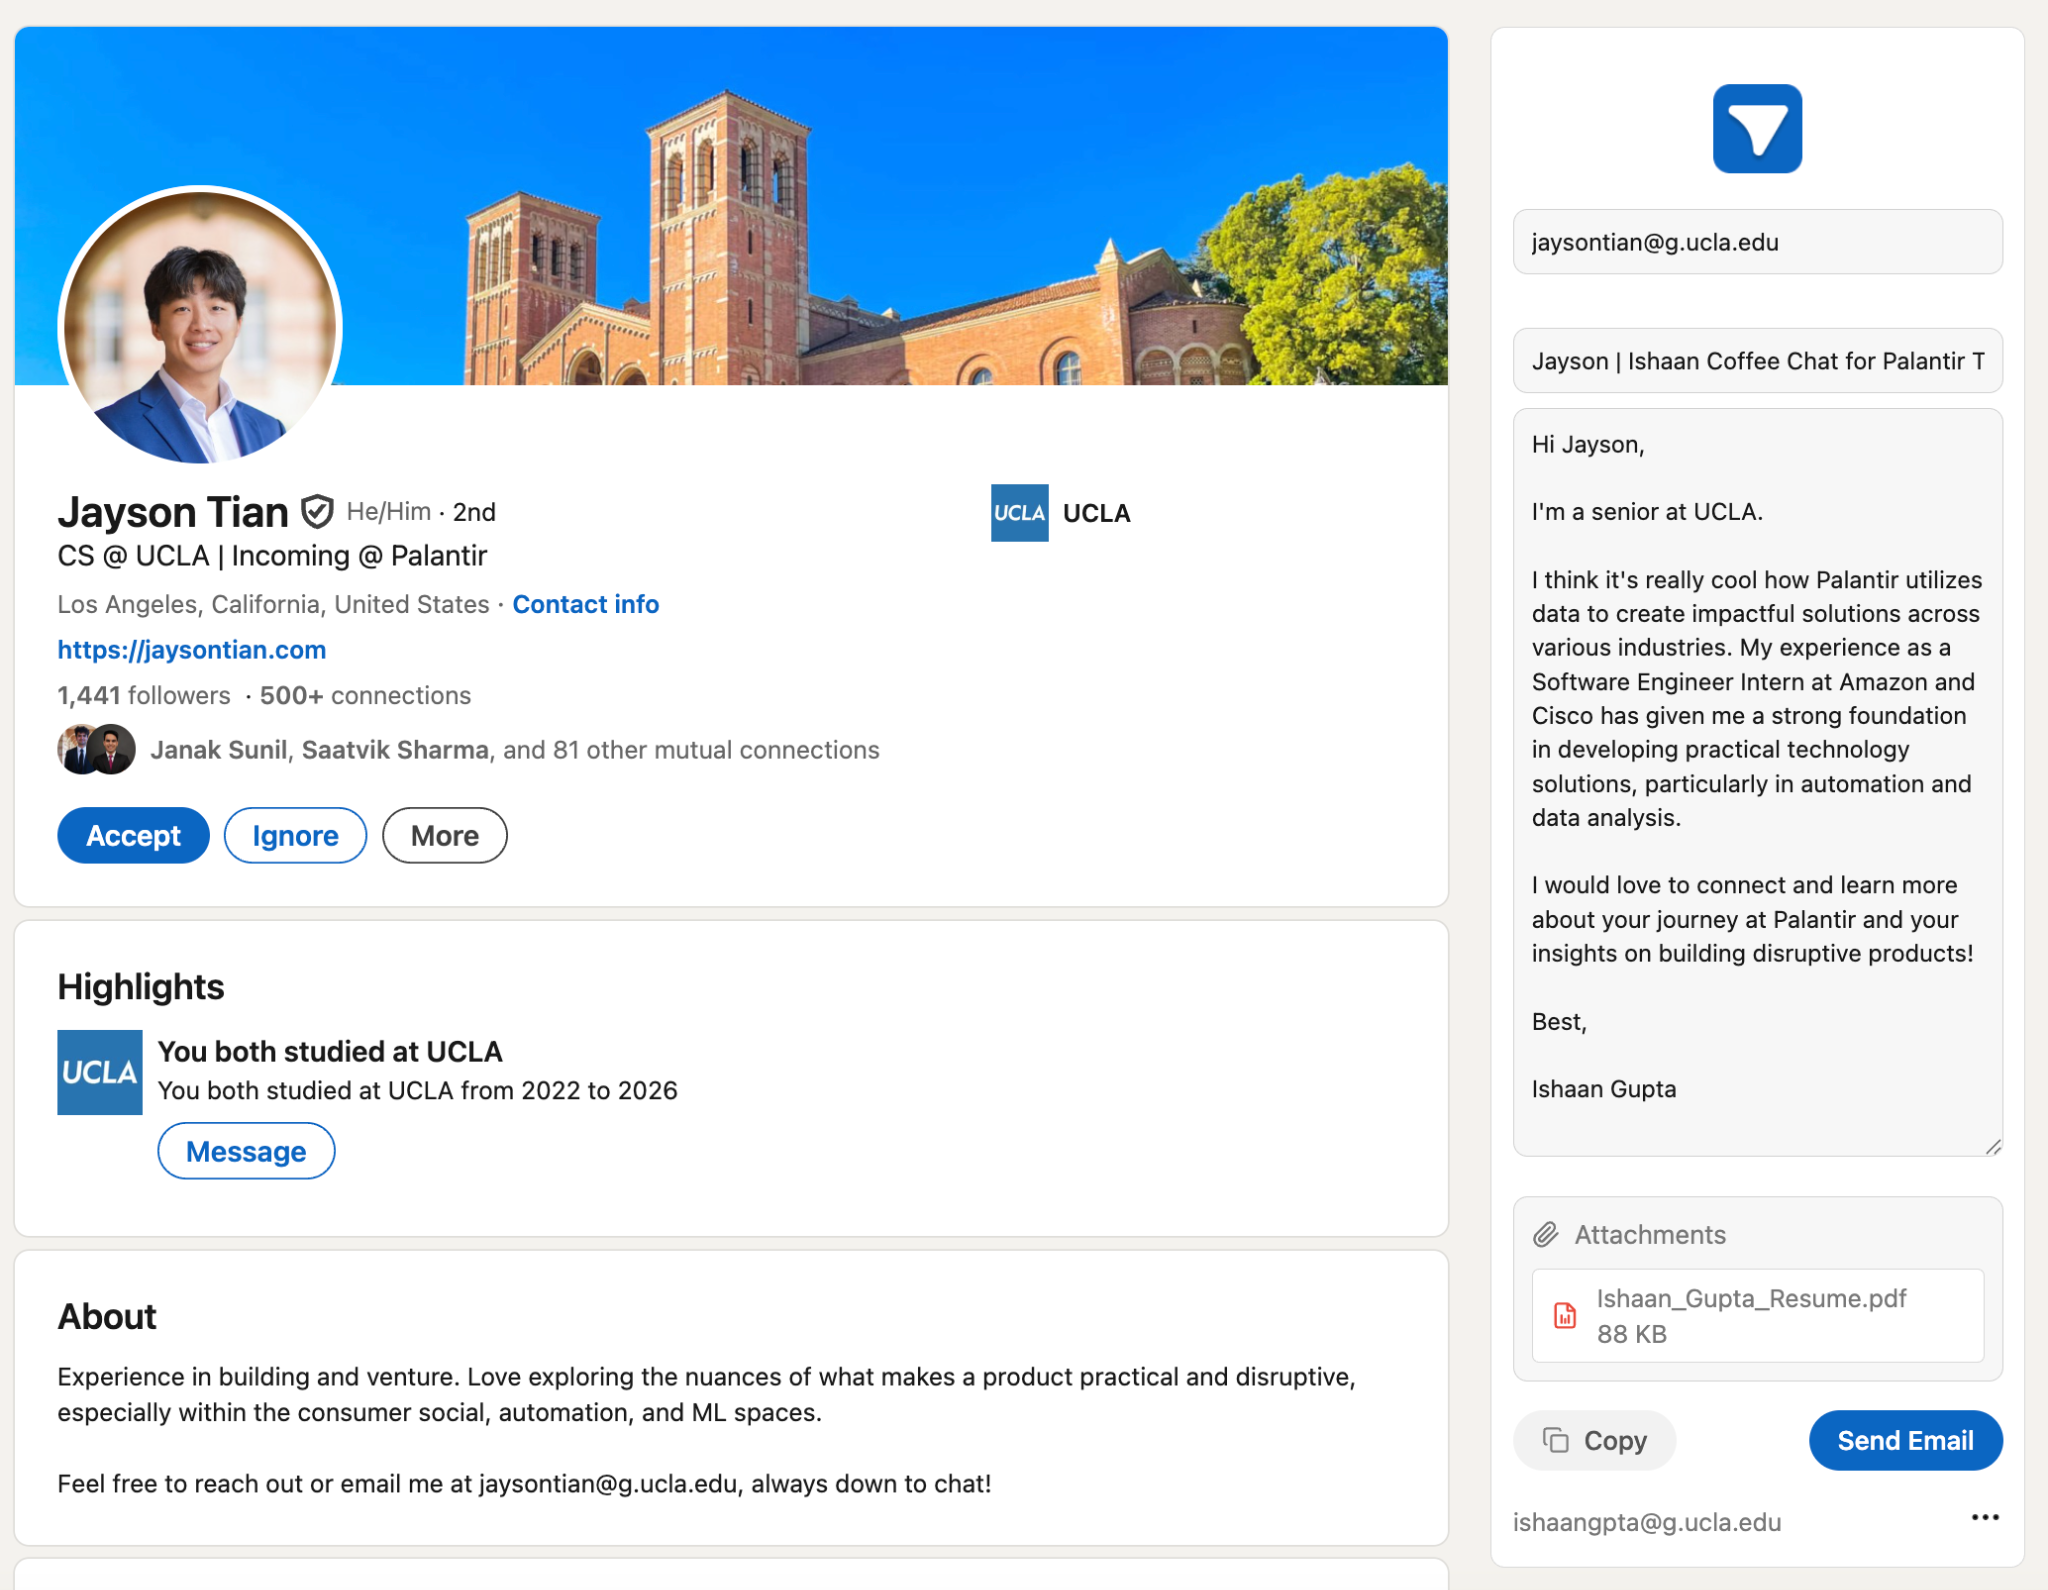 Jayson Tian He/Him · 2nd
UCLA UCLA
CS @ UCLA | Incoming @ Palantir
Los Angeles, California, United States · Contact info
https://jaysontian.com
1,441 followers · 500+ connections
Janak Sunil, Saatvik Sharma, and 81 other mutual connections
Accept
Ignore
More
Highlights
UCLA
You both studied at UCLA
You both studied at UCLA from 2022 to 2026
Message
About
Experience in building and venture. Love exploring the nuances of what makes a product practical and disruptive,
especially within the consumer social, automation, and ML spaces.
Feel free to reach out or email me at jaysontian@g.ucla.edu, always down to chat!
jaysontian@g.ucla.edu
Jayson | Ishaan Coffee Chat for Palantir T
Hi Jayson,
I'm a senior at UCLA.
I think it's really cool how Palantir utilizes
data to create impactful solutions across
various industries. My experience as a
Software Engineer Intern at Amazon and
Cisco has given me a strong foundation
in developing practical technology
solutions, particularly in automation and
data analysis.
I would love to connect and learn more
about your journey at Palantir and your
insights on building disruptive products!
Best,
Ishaan Gupta
Attachments
Ishaan_Gupta_Resume.pdf
88 KB
Copy
Send Email
ishaangpta@g.ucla.edu